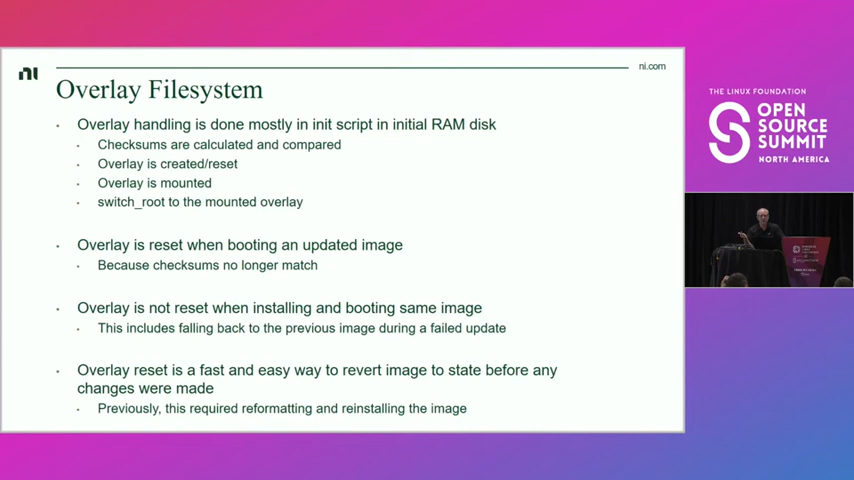 ni
ni.com
Overlay Filesystem
Overlay handling is done mostly in init script in initial RAM disk
Checksums are calculated and compared
Overlay is created/reset
Overlay is mounted
switch_root to the mounted overlay
Overlay is reset when booting an updated image
Because checksums no longer match
Overlay is not reset when installing and booting same image
This includes falling back to the previous image during a failed update
Overlay reset is a fast and easy way to revert image to state before any
changes were made
Previously, this required reformatting and reinstalling the image
THE LINUX FOUNDATION
OPEN
SOURCE
SUMMIT
NORTH AMERICA